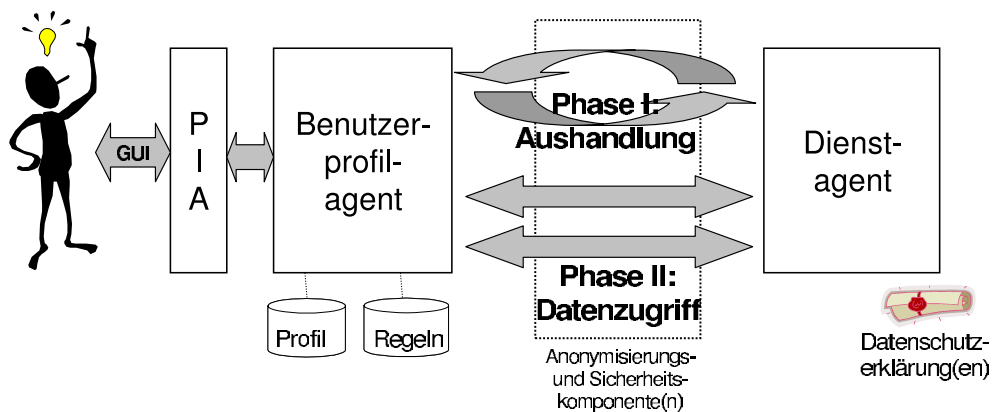 GUI
P
I
A
Benutzer-
profil-
agent
Profil
Regeln
Phase I:
Aushandlung
Phase II:
Datenzugriff
Anonymisierungs-
und Sicherheits-
komponente(n)
Dienst-
agent
Datenschutz-
erklärung(en)